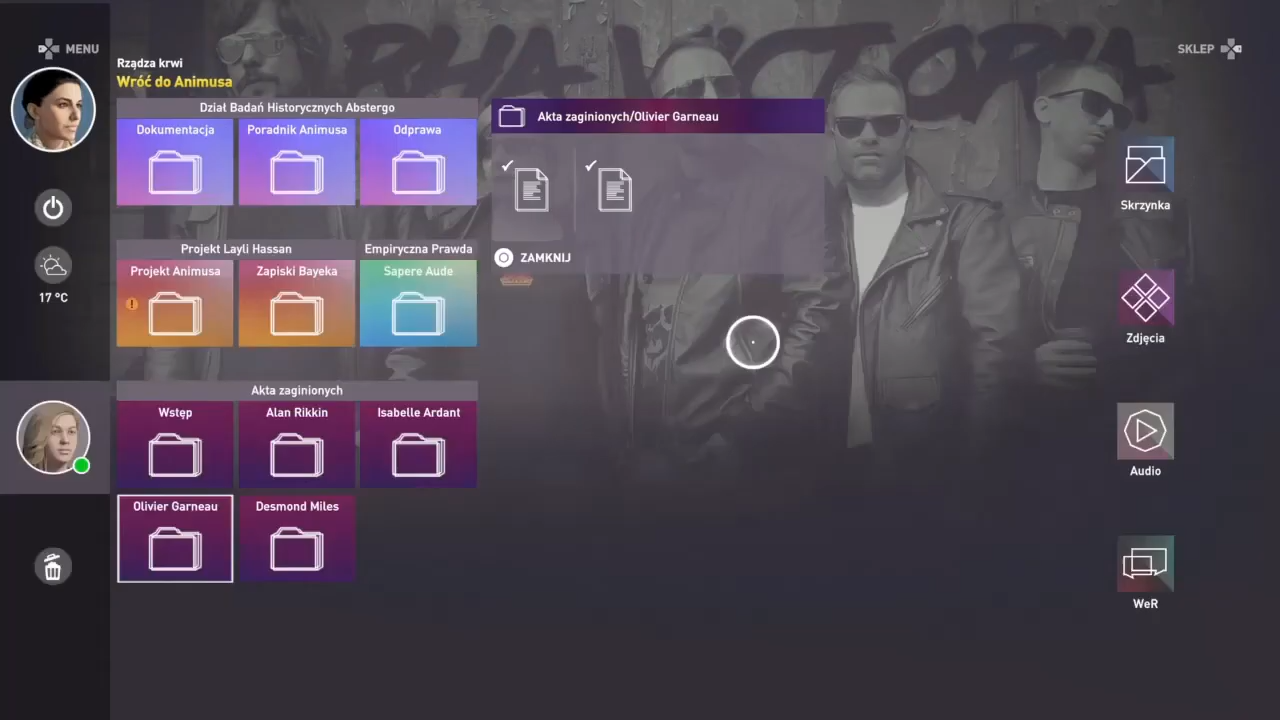 MENU
SKLEP
Rządza krwi
Wróć do Animusa
Dział Badań Historycznych Abstergo
Dokumentacja
Poradnik Animusa
Odprawa
Akta zaginionych/Olivier Garneau
ZAMKNIJ
Projekt Layli Hassan
Empiryczna Prawda
Projekt Animusa
Zapiski Bayeka
Sapere Aude
17 °C
Akta zaginionych
Wstęp
Alan Rikkin
Isabelle Ardant
Olivier Garneau
Desmond Miles
Skrzynka
Zdjęcia
Audio
WeR